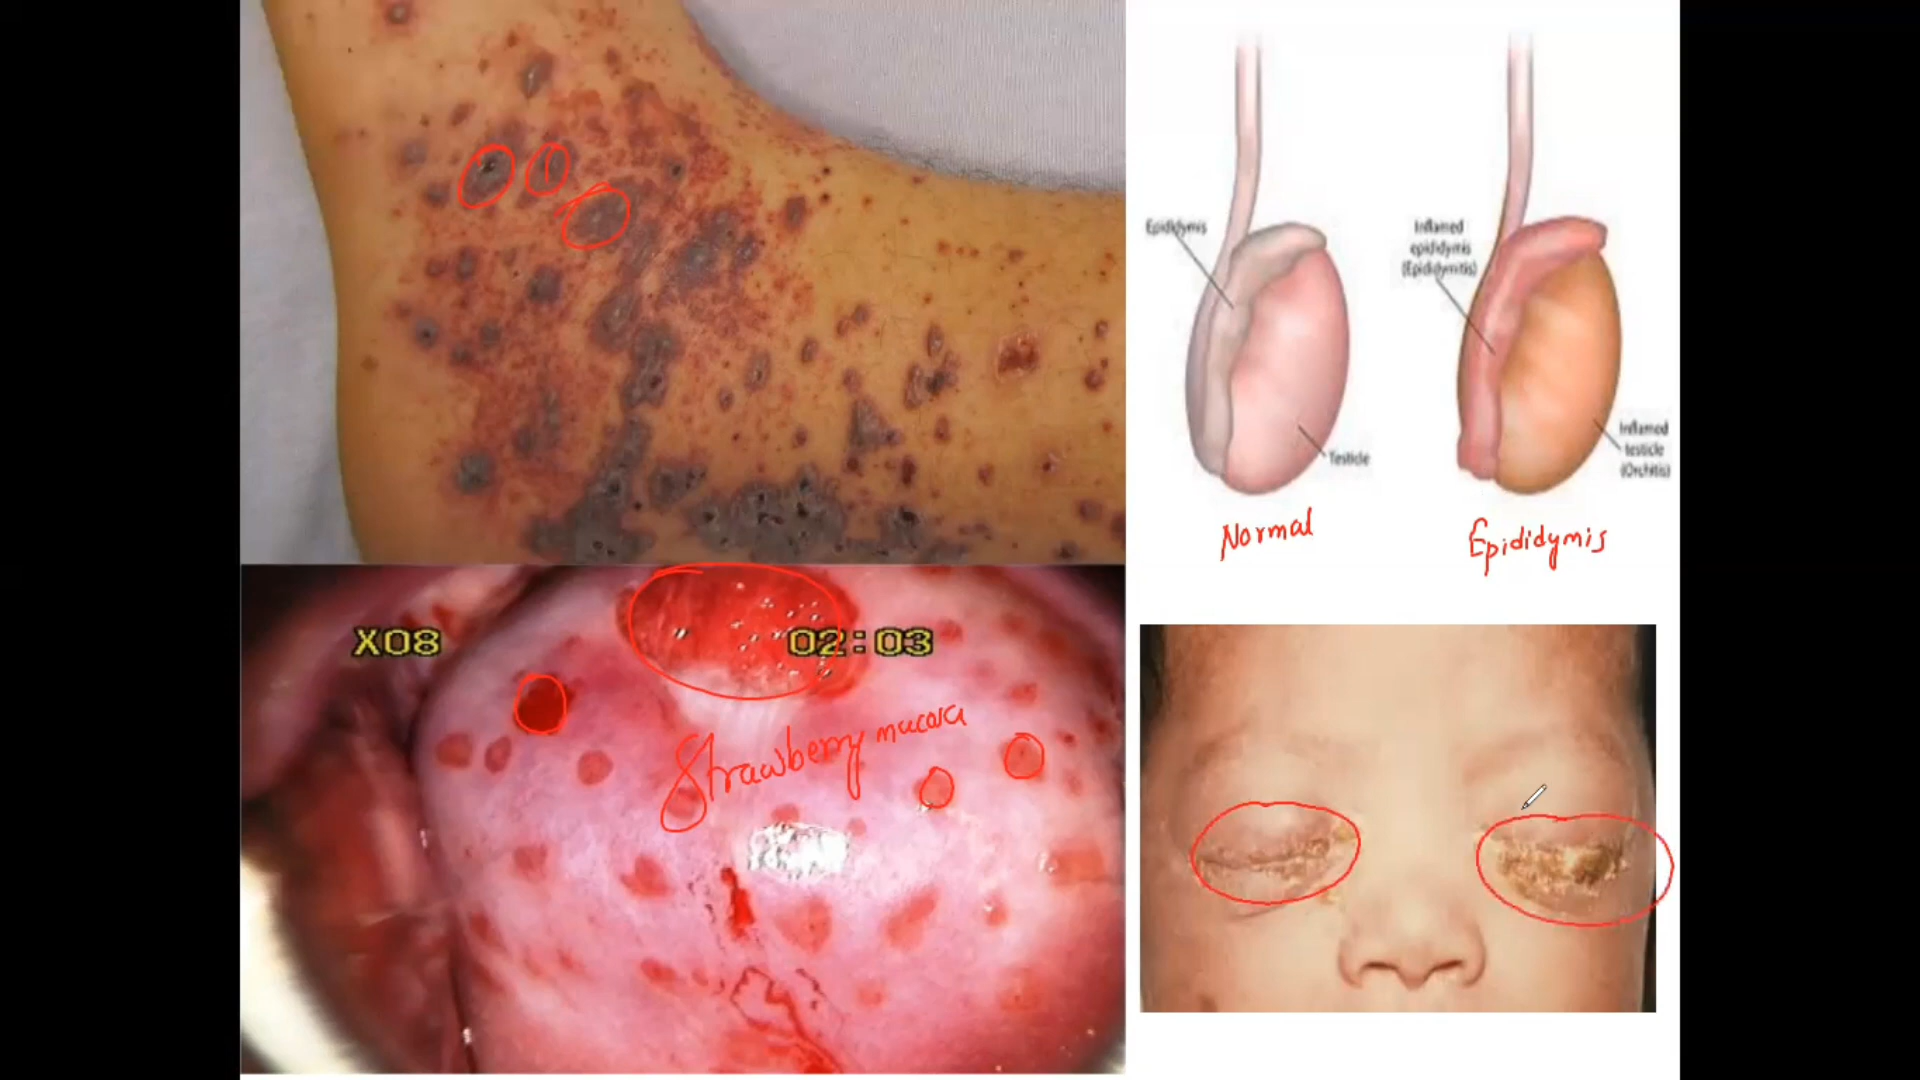 Epididymis
Testicle
Inflamed
epididymis
(Epididymitis)
Inflamed
testicle
(Orchitis)
Normal
Epididymis
X08
02:03
Strawberry mucosa